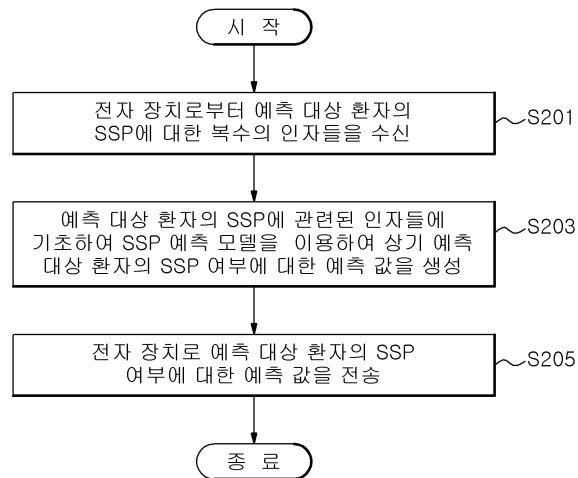 시 작
전자 장치로부터 예측 대상 환자의
SSP에 대한 복수의 인자들을 수신
S201
예측 대상 환자의 SSP에 관련된 인자들에
기초하여 SSP 예측 모델을 이용하여 상기 예측
대상 환자의 SSP 여부에 대한 예측 값을 생성
S203
전자 장치로 예측 대상 환자의 SSP
여부에 대한 예측 값을 전송
S205
종 료